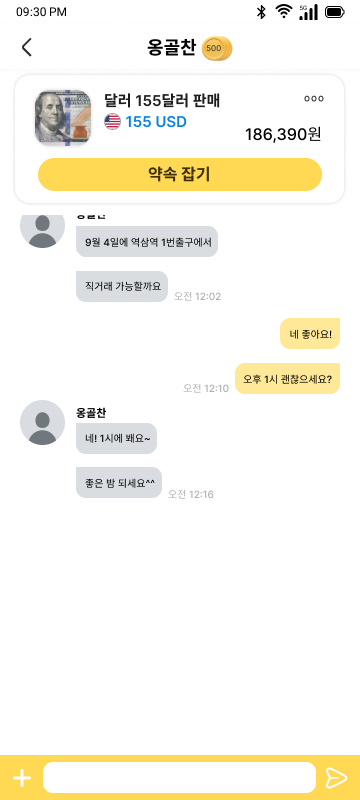 09:30 PM
5G
옹골찬 500
달러 155달러 판매
155 USD
186,390원
약속 잡기
옹골찬
9월 4일에 역삼역 1번출구에서
직거래 가능할까요
오전 12:02
네 좋아요!
오후 1시 괜찮으세요?
오전 12:10
옹골찬
네! 1시에 봬요~
좋은 밤 되세요^^
오전 12:16